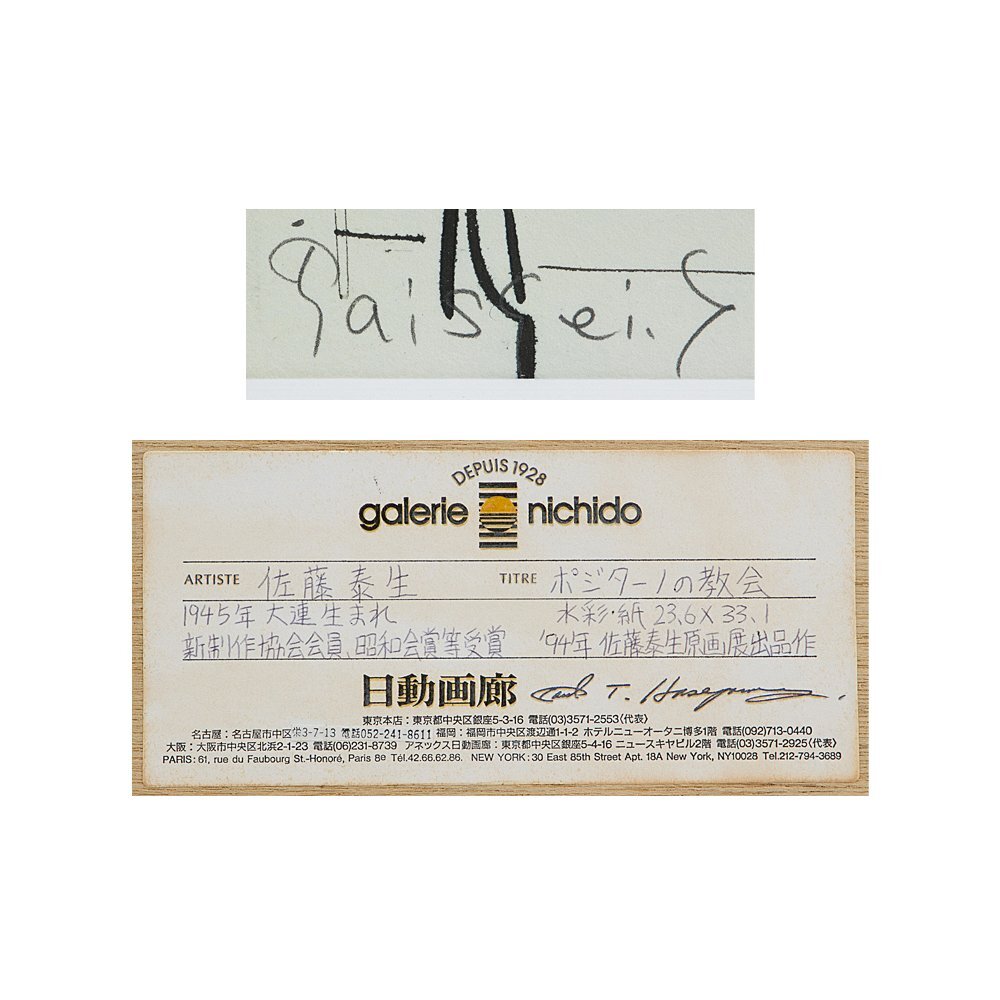 Taissei.S
DEPUIS 1928
galerie nichido
ARTISTE 佐藤泰生 TITRE ポジターノの教会
1945年 大連生まれ 水彩・紙 23.6×33.1
新制作協会会員、昭和会賞等受賞 '94年 佐藤泰生原画展出品作
日動画廊
東京本店：東京都中央区銀座5-3-16 電話(03)3571-2553〈代表〉
名古屋：名古屋市中区栄3-7-13 電話052-241-8611 福岡：福岡市中央区渡辺通1-1-2 ホテルニューオータニ博多1階 電話(092)713-0440
大阪：大阪市中央区北浜2-1-23 電話(06)231-8739 アネックス日動画廊：東京都中央区銀座5-4-16 ニュースキヤビル2階 電話(03)3571-2925〈代表〉
PARIS: 61, rue du Faubourg St.-Honoré, Paris 8e Tél.42.66.62.86. NEW YORK: 30 East 85th Street Apt. 18A New York, NY10028 Tel.212-794-3689